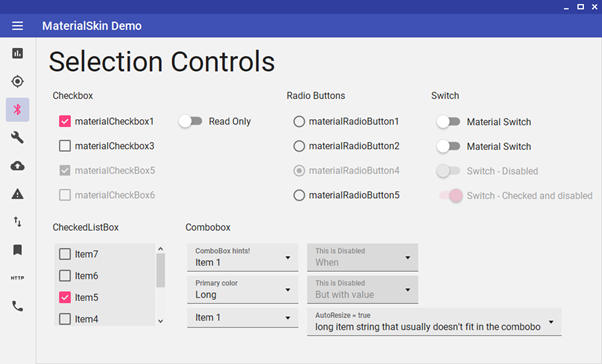 MaterialSkin Demo
Selection Controls
Checkbox
materialCheckbox1
Read Only
materialCheckbox3
materialCheckBox5
materialCheckBox6
Radio Buttons
materialRadioButton1
materialRadioButton2
materialRadioButton4
materialRadioButton5
Switch
Material Switch
Material Switch
Switch - Disabled
Switch - Checked and disabled
HTTP
CheckedListBox
Item7
Item6
Item5
Item4
Combobox
ComboBox hints!
Item 1
This is Disabled
When
Primary color
Long
This is Disabled
But with value
Item 1
AutoResize = true
long item string that usually doesn't fit in the combobo